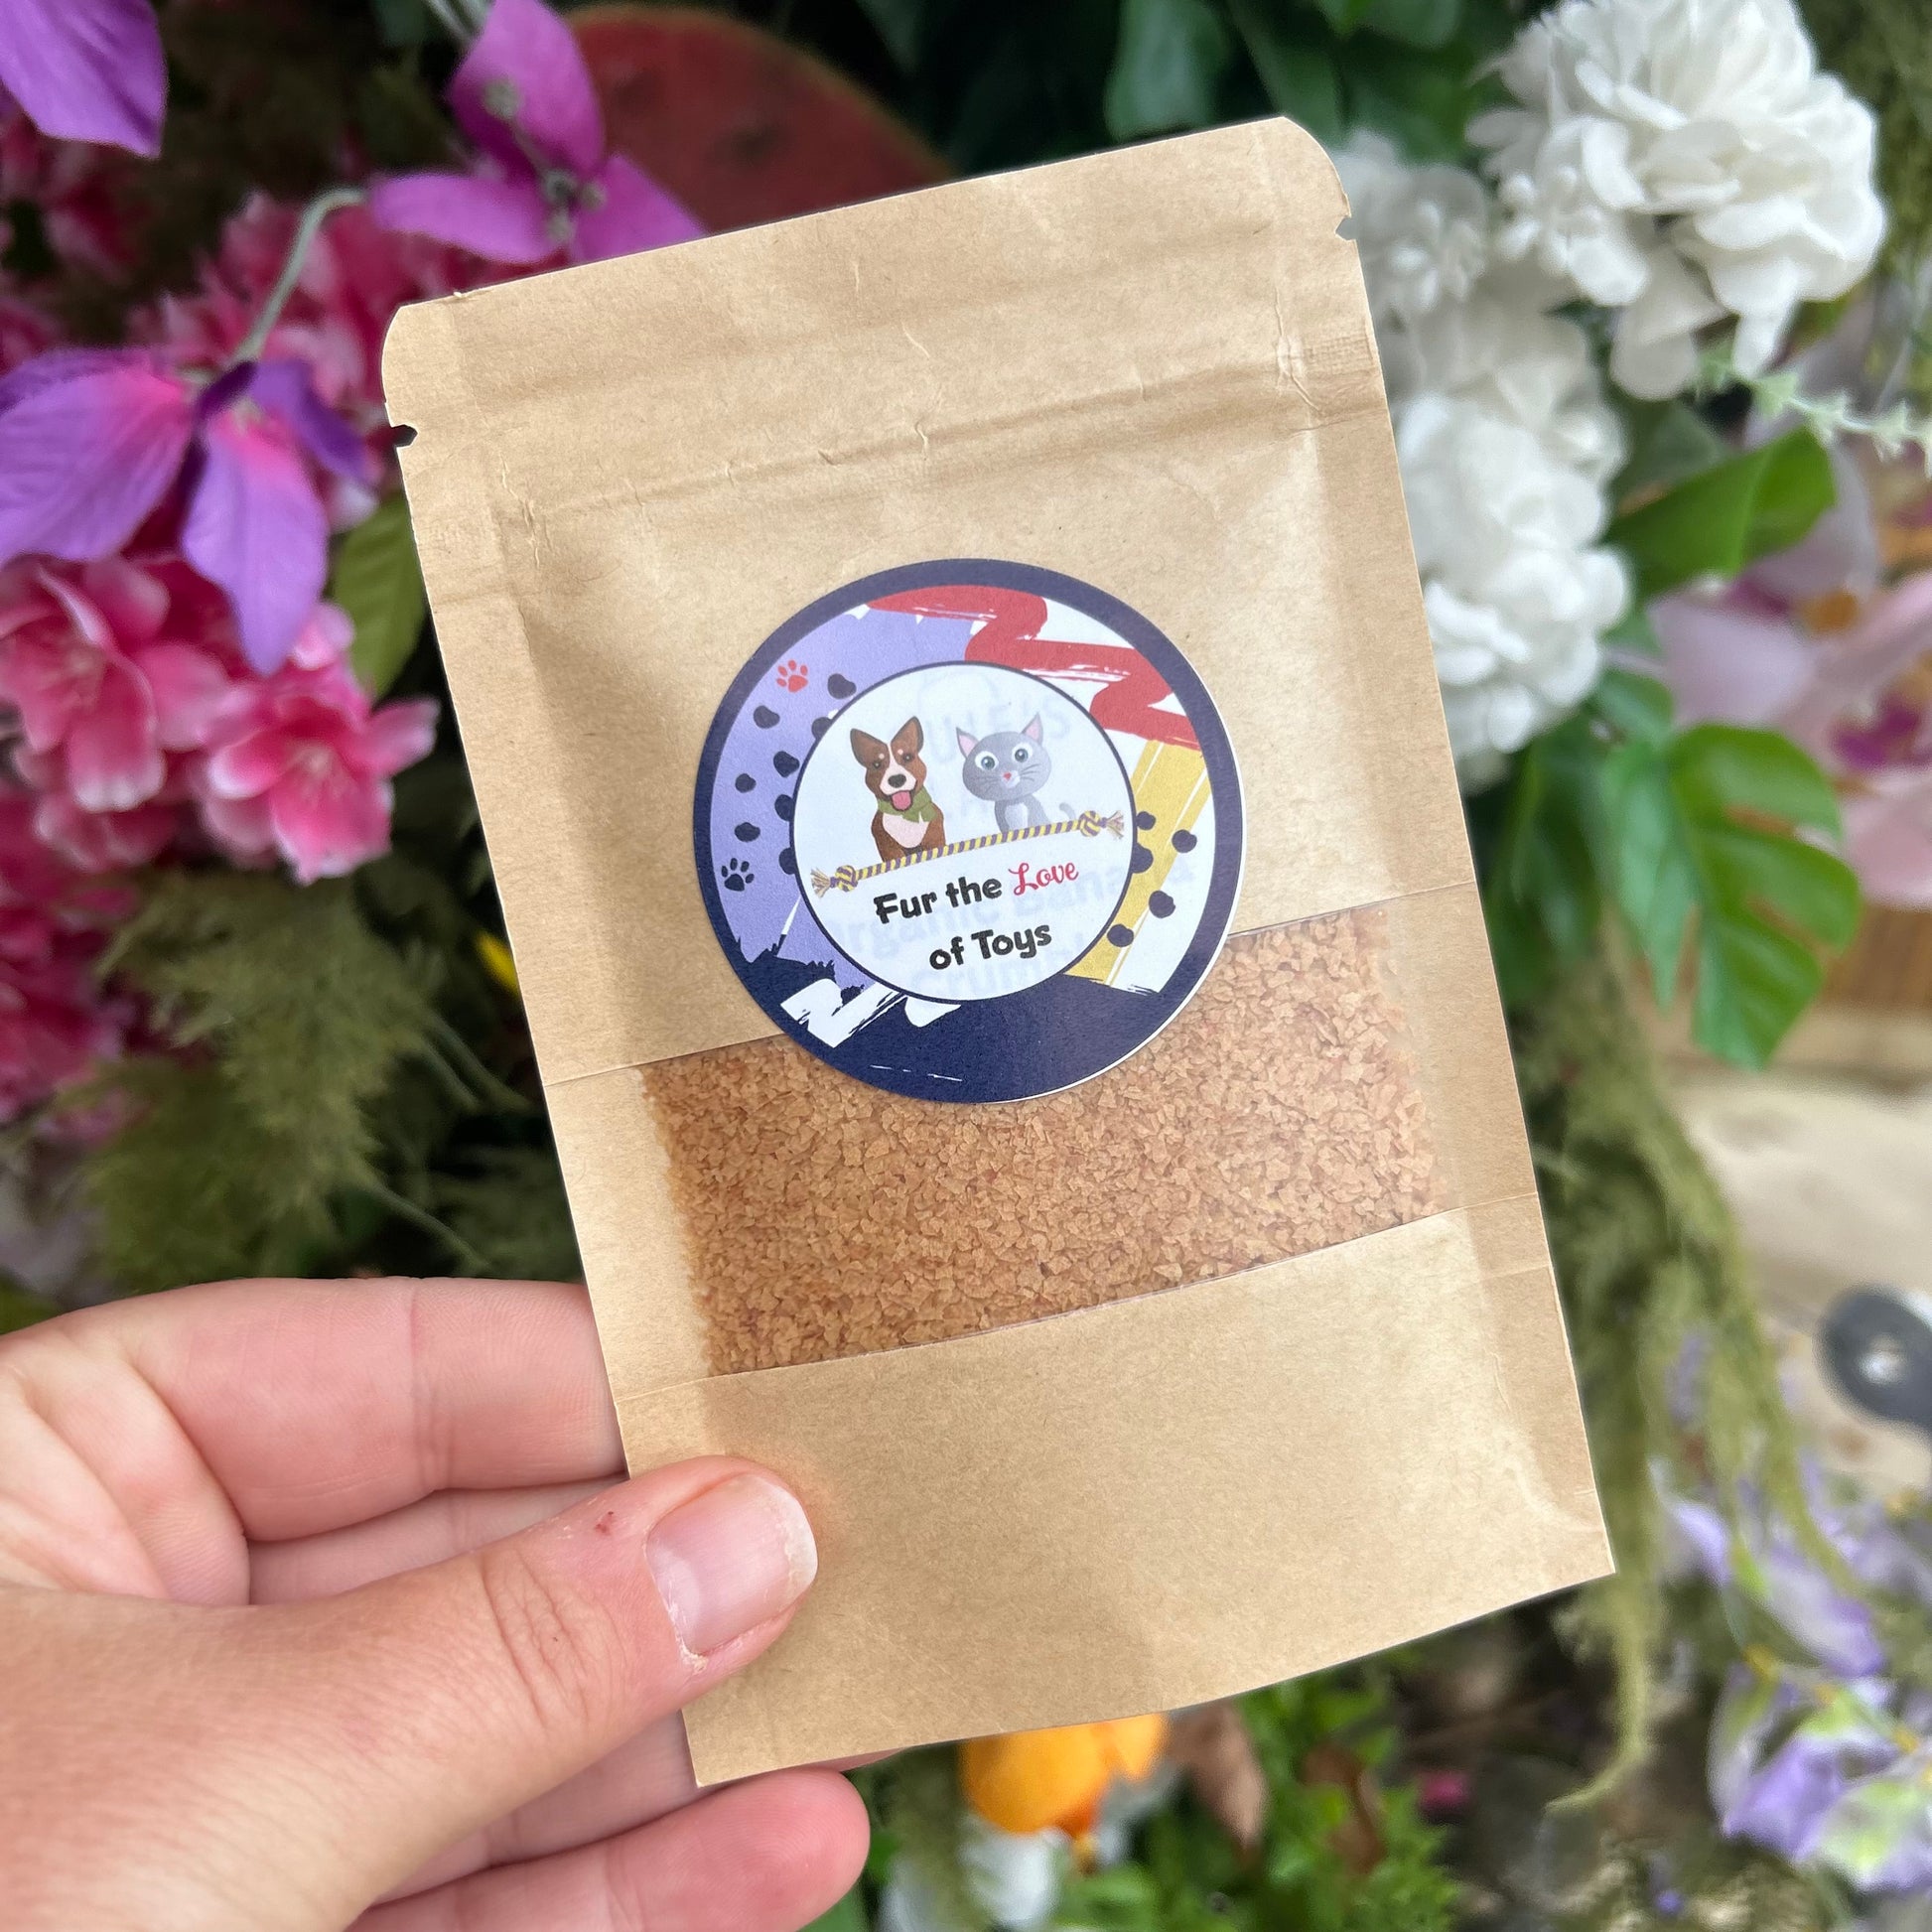 Fur the Love
of Toys